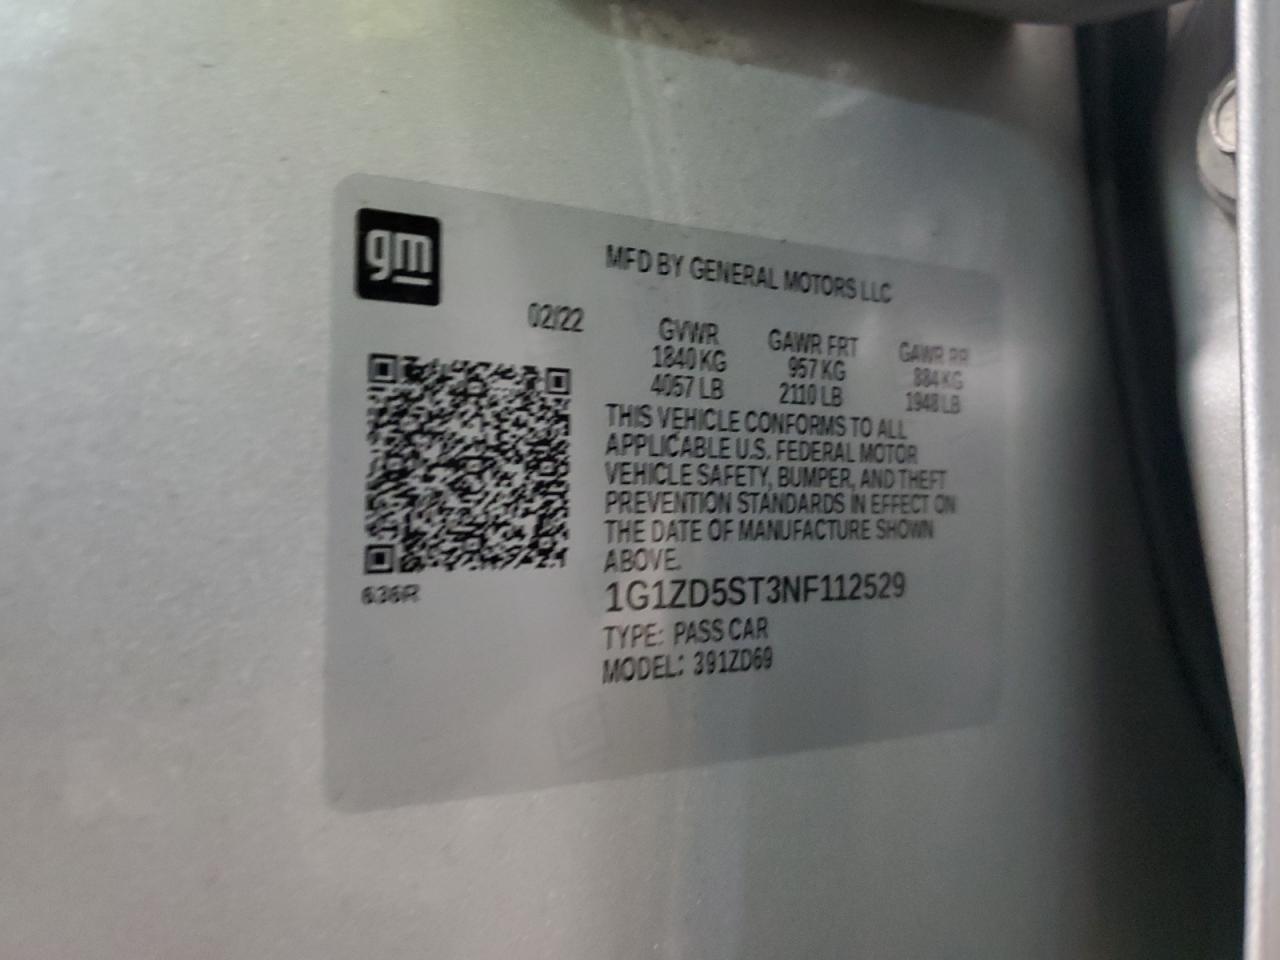 gm
MFD BY GENERAL MOTORS LLC
02/22
GVWR GAWR FRT GAWR RR
1840 KG 957 KG 884 KG
4057 LB 2110 LB 1948 LB
THIS VEHICLE CONFORMS TO ALL
APPLICABLE U.S. FEDERAL MOTOR
VEHICLE SAFETY, BUMPER, AND THEFT
PREVENTION STANDARDS IN EFFECT ON
THE DATE OF MANUFACTURE SHOWN
ABOVE.
636R
1G1ZD5ST3NF112529
TYPE: PASS CAR
MODEL: 391ZD69